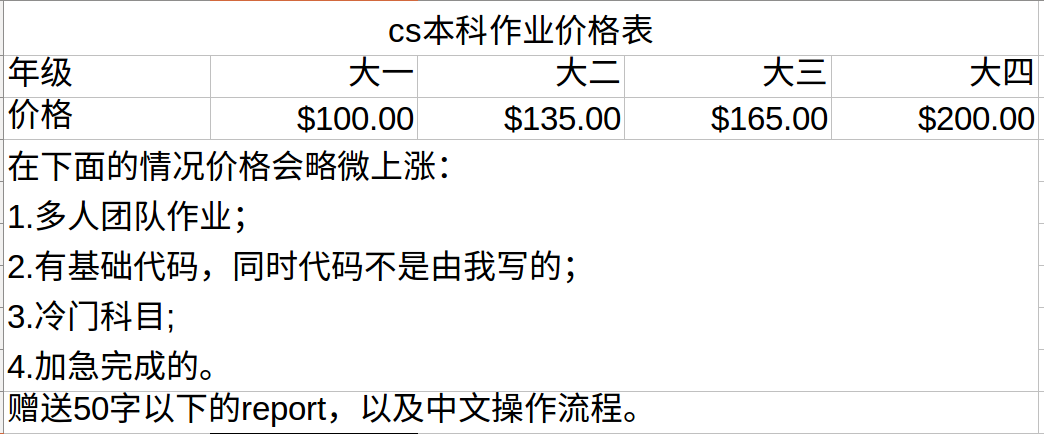 cs本科作业价格表
年级 大一 大二 大三 大四
价格 $100.00 $135.00 $165.00 $200.00
在下面的情况价格会略微上涨：
1.多人团队作业；
2.有基础代码，同时代码不是由我写的；
3.冷门科目;
4.加急完成的。
赠送50字以下的report，以及中文操作流程。